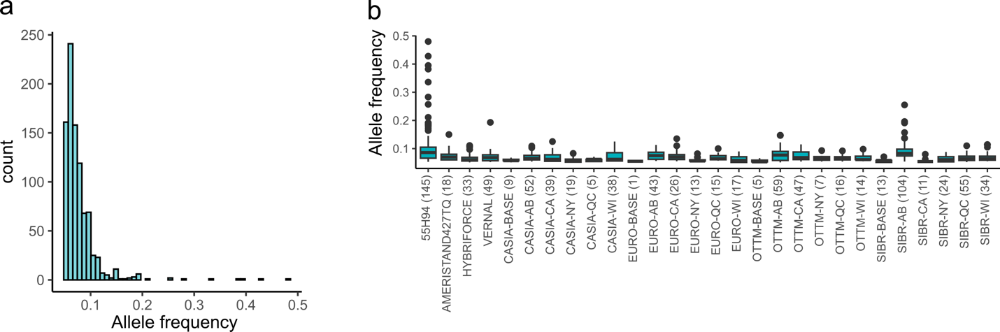 a
250
200
150
100
50
0
count
0.1 0.2 0.3 0.4 0.5
Allele frequency
b
0.5
0.4
0.3
0.2
0.1
Allele frequency
55H94 (145)
AMERISTAND427TQ (18)
HYBRIFORCE (33)
VERNAL (49)
CASIA-BASE (9)
CASIA-AB (52)
CASIA-CA (39)
CASIA-NY (19)
CASIA-QC (5)
CASIA-WI (38)
EURO-BASE (1)
EURO-AB (43)
EURO-CA (26)
EURO-NY (13)
EURO-QC (15)
EURO-WI (17)
OTTM-BASE (5)
OTTM-AB (59)
OTTM-CA (47)
OTTM-NY (7)
OTTM-QC (16)
OTTM-WI (14)
SIBR-BASE (13)
SIBR-AB (104)
SIBR-CA (11)
SIBR-NY (24)
SIBR-QC (55)
SIBR-WI (34)